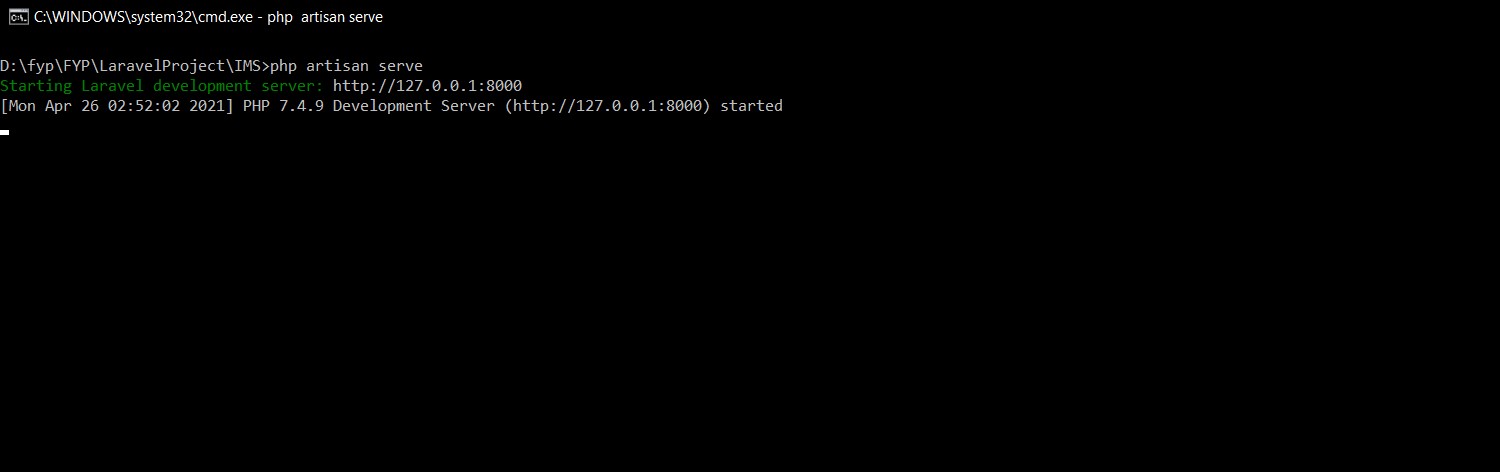 C:\WINDOWS\system32\cmd.exe - php  artisan serve
D:\fyp\FYP\LaravelProject\IMS>php artisan serve
Starting Laravel development server: http://127.0.0.1:8000
[Mon Apr 26 02:52:02 2021] PHP 7.4.9 Development Server (http://127.0.0.1:8000) started